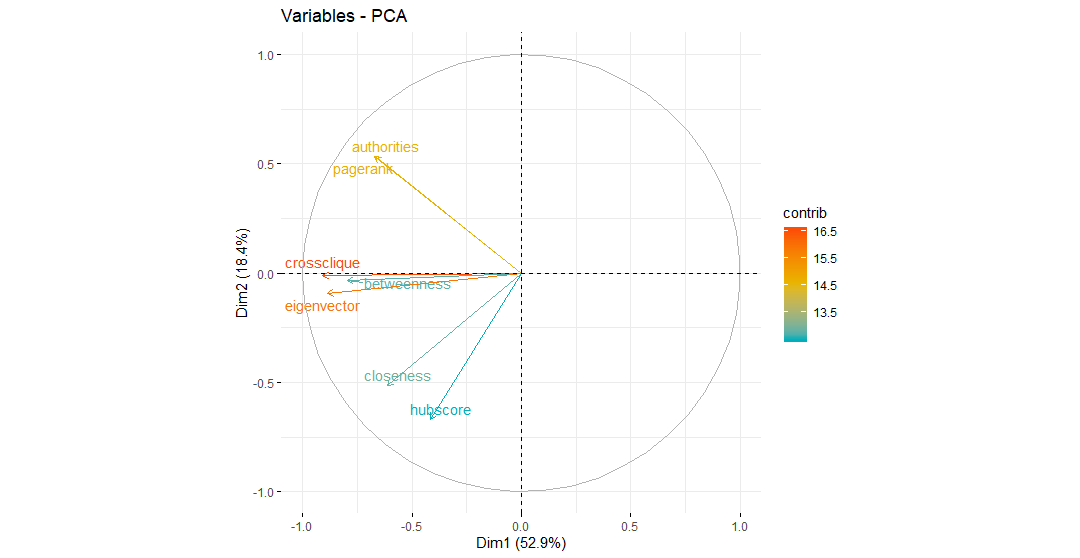 Variables - PCA
1.0
0.5
0.0
-0.5
-1.0
Dim2 (18.4%)
authorities
pagerank
crossclique
betweenness
eigenvector
closeness
hubscore
-1.0
-0.5
0.0
0.5
1.0
Dim1 (52.9%)
contrib
16.5
15.5
14.5
13.5